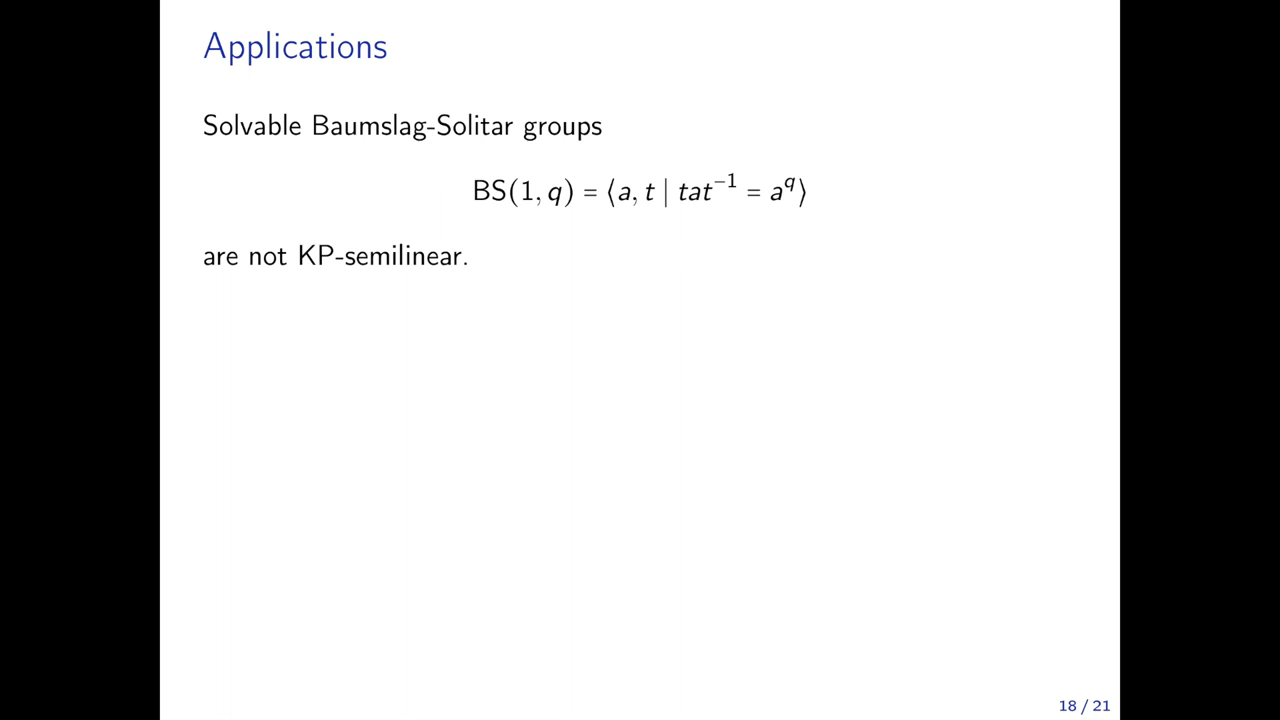 Applications
Solvable Baumslag-Solitar groups
BS(1, q) = ⟨a, t | tat⁻¹ = a^q⟩
are not KP-semilinear.
18 / 21